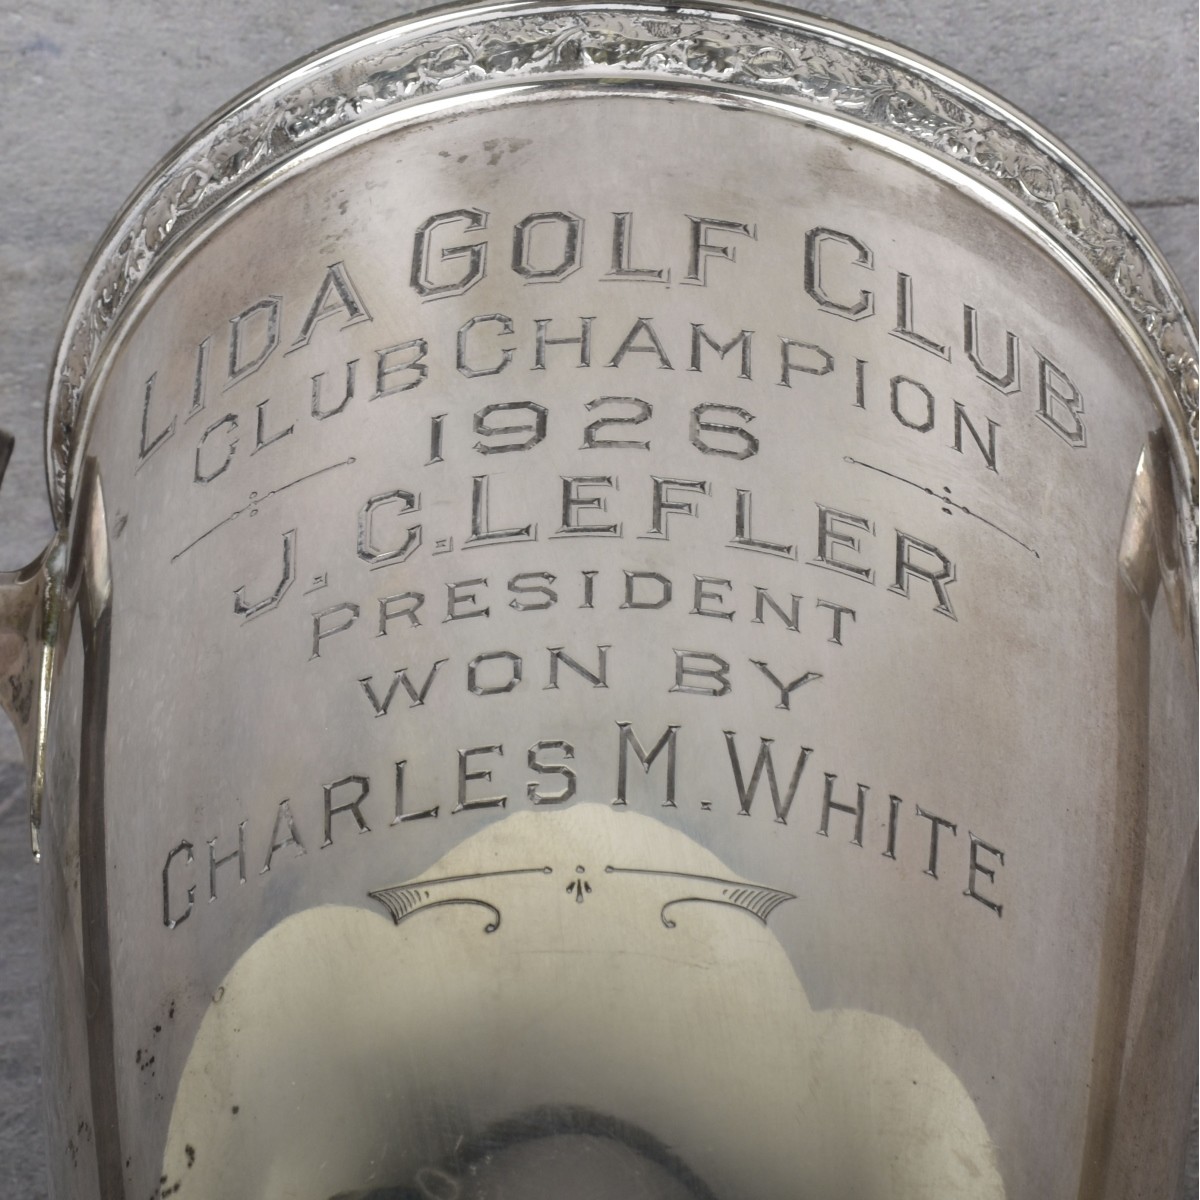 LIDA GOLF CLUB
CLUB CHAMPION
1926
J. C. LEFLER
PRESIDENT
WON BY
CHARLES M. WHITE